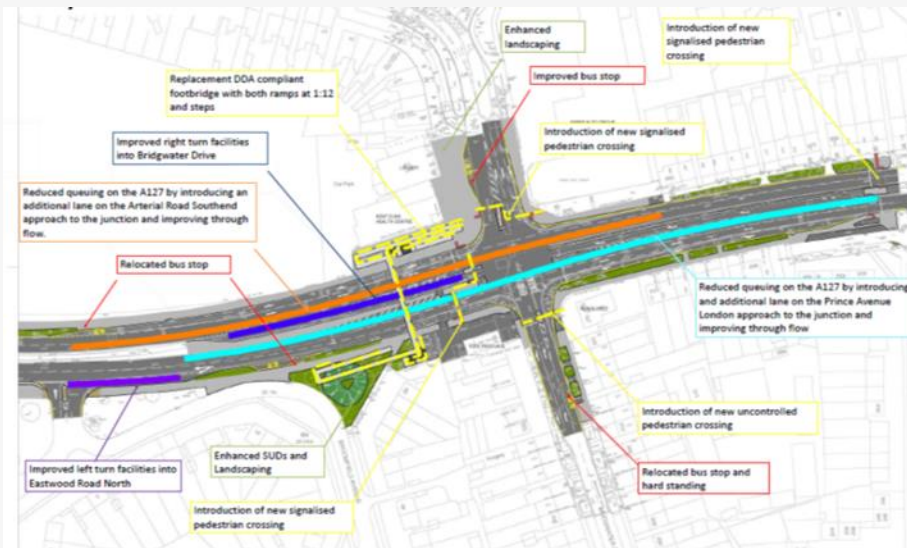 Enhanced
landscaping
Introduction of new
signalised pedestrian
crossing
Replacement DDA compliant
footbridge with both ramps at 1:12
and steps
Improved bus stop
Introduction of new signalised
pedestrian crossing
Improved right turn facilities
into Bridgwater Drive
Reduced queuing on the A127 by introducing an
additional lane on the Arterial Road Southend
approach to the junction and improving through
flow.
Relocated bus stop
Reduced queuing on the A127 by introducing
and additional lane on the Prince Avenue
London approach to the junction and
improving through flow
Introduction of new uncontrolled
pedestrian crossing
Enhanced SUDs and
Landscaping
Improved left turn facilities into
Eastwood Road North
Relocated bus stop and
hard standing
Introduction of new signalised
pedestrian crossing